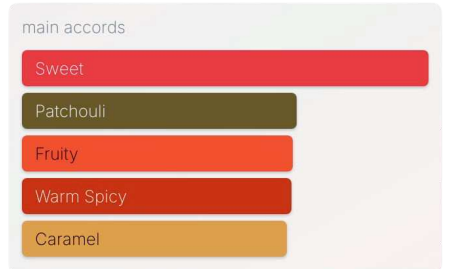 main accords
Sweet
Patchouli
Fruity
Warm Spicy
Caramel